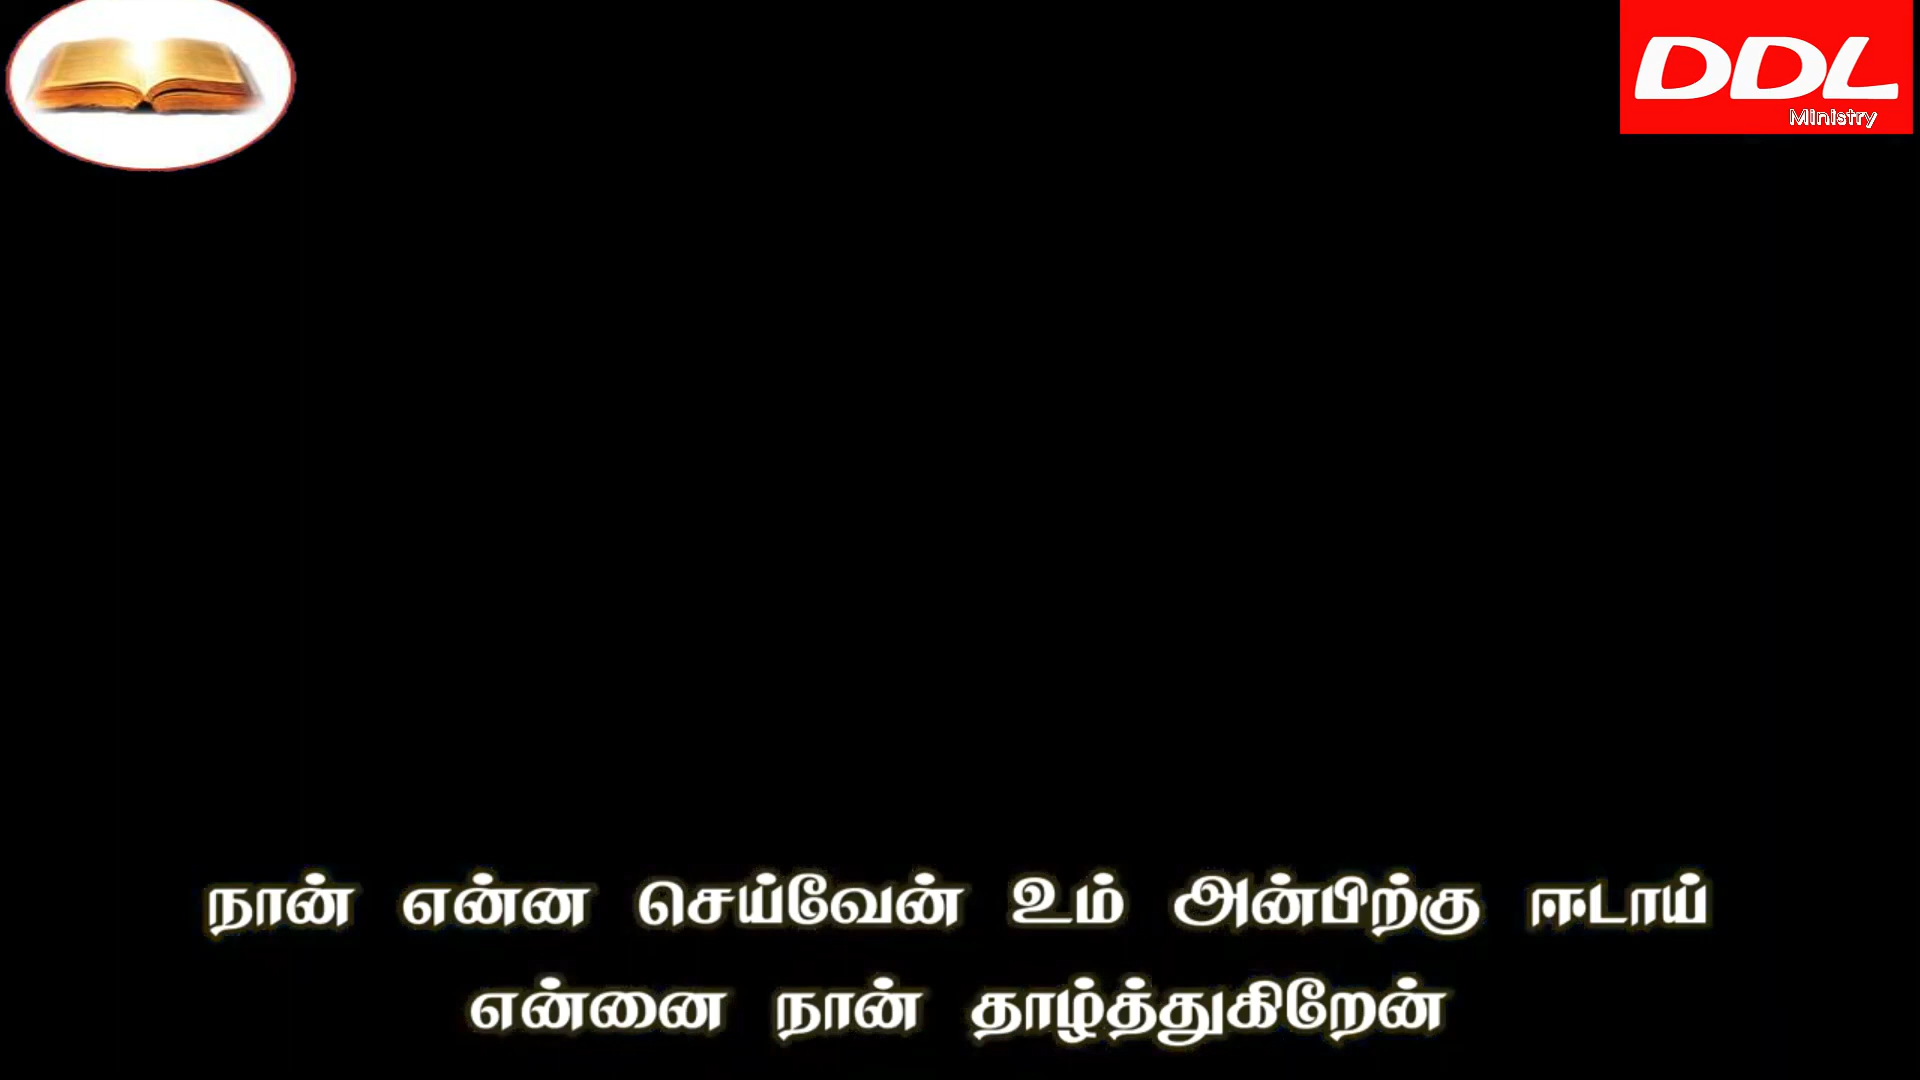 DDL
Ministry
நான் என்ன செய்வேன் உம் அன்பிற்கு ஈடாய்
என்னை நான் தாழ்த்துகிறேன்